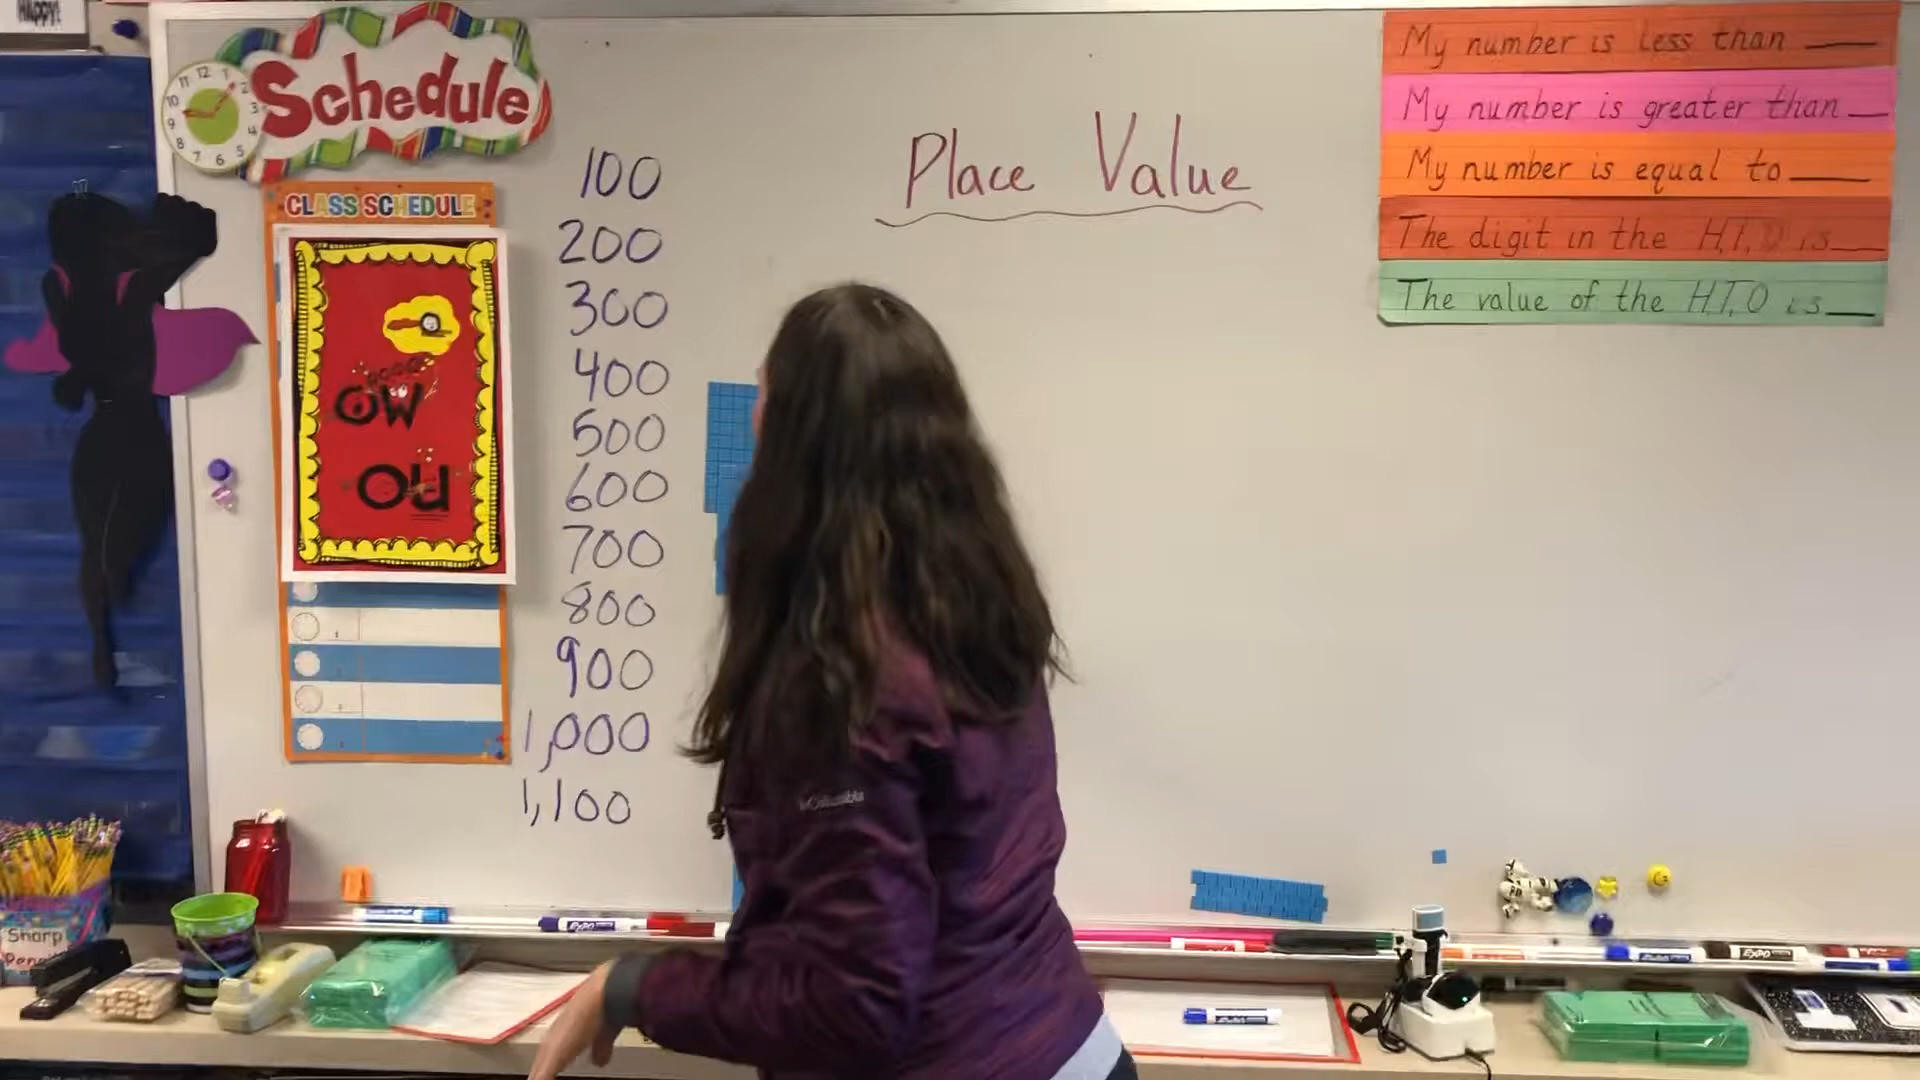 Happy!
Schedule
CLASS SCHEDULE
ow
ou
100
200
300
400
500
600
700
800
900
1,000
1,100
Place Value
My number is less than ___
My number is greater than ___
My number is equal to ___
The digit in the H,T,O is ___
The value of the H,T,O is ___
Columbia
Sharp
EXPO
EXPO